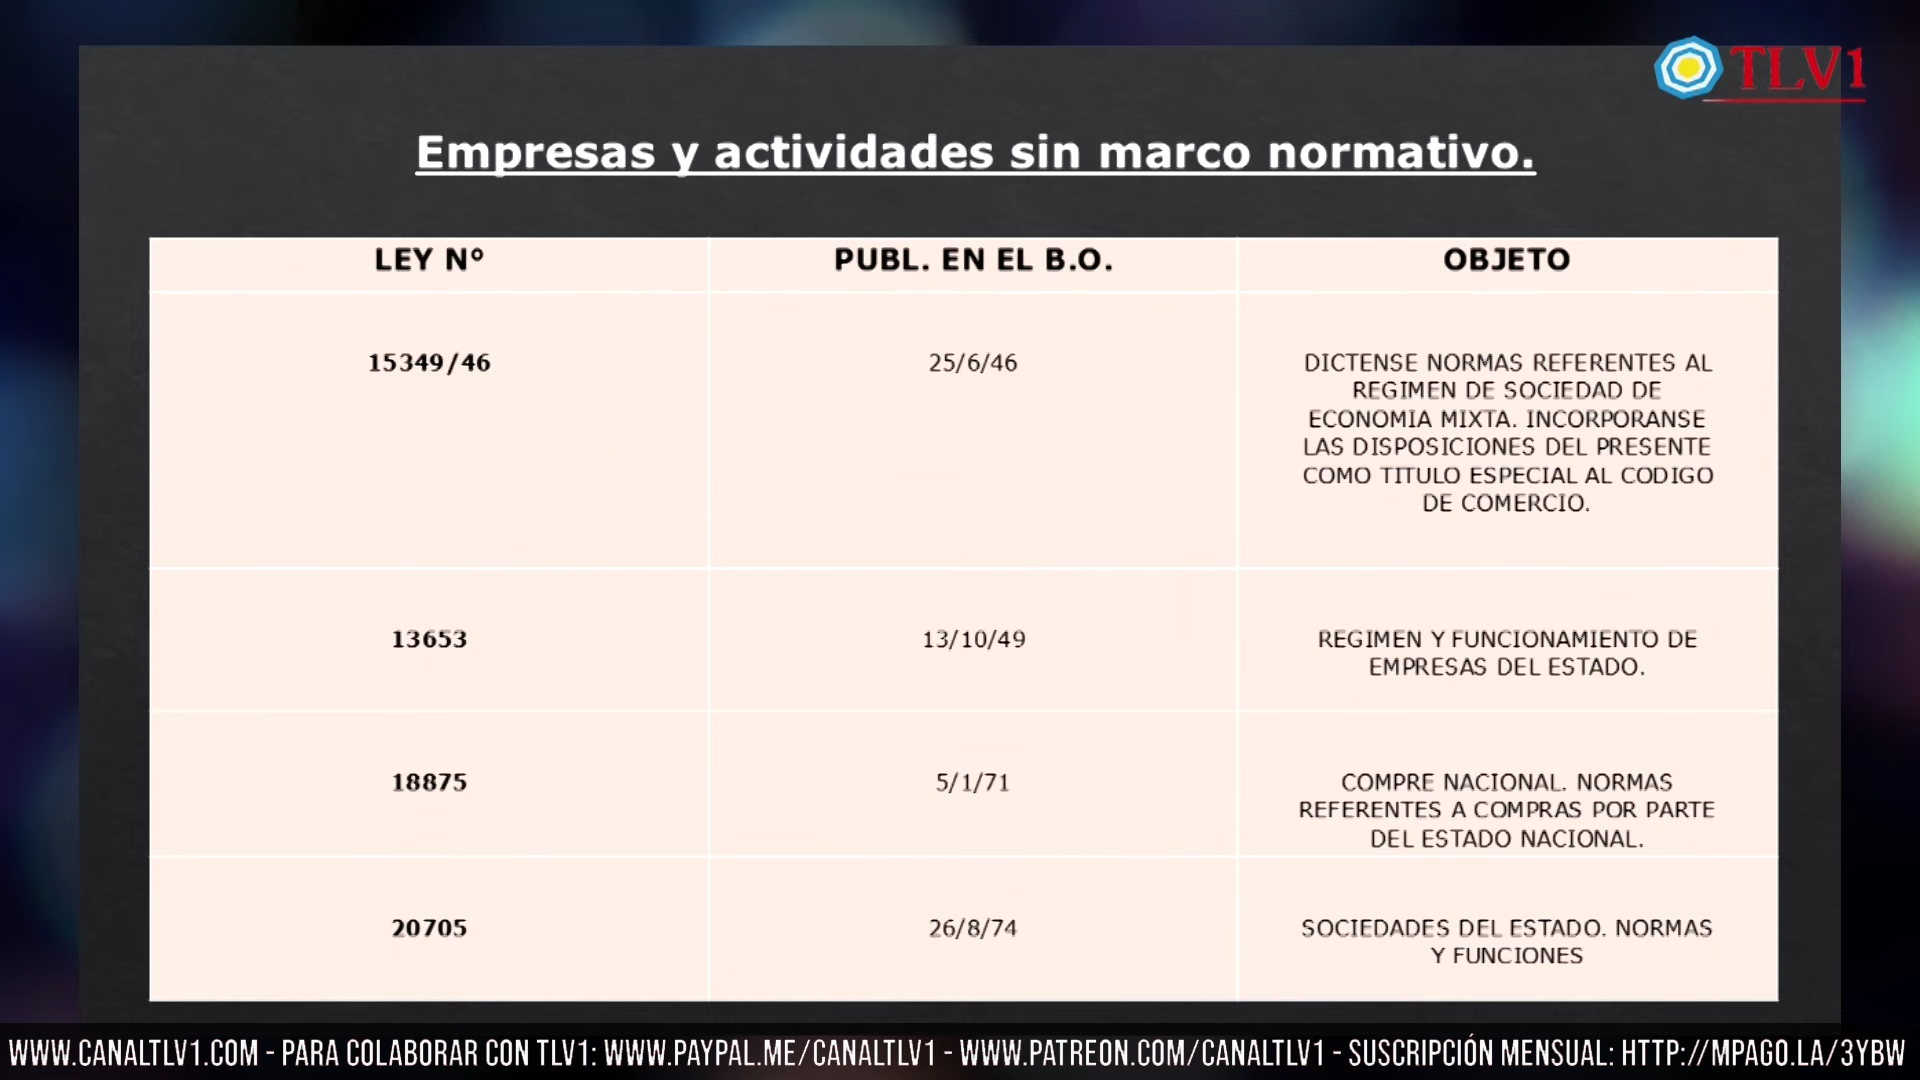 TLV1
Empresas y actividades sin marco normativo.
LEY Nº
PUBL. EN EL B.O.
OBJETO
15349/46
25/6/46
DICTENSE NORMAS REFERENTES AL
REGIMEN DE SOCIEDAD DE
ECONOMIA MIXTA. INCORPORANSE
LAS DISPOSICIONES DEL PRESENTE
COMO TITULO ESPECIAL AL CODIGO
DE COMERCIO.
13653
13/10/49
REGIMEN Y FUNCIONAMIENTO DE
EMPRESAS DEL ESTADO.
18875
5/1/71
COMPRE NACIONAL. NORMAS
REFERENTES A COMPRAS POR PARTE
DEL ESTADO NACIONAL.
20705
26/8/74
SOCIEDADES DEL ESTADO. NORMAS
Y FUNCIONES
WWW.CANALTLV1.COM - PARA COLABORAR CON TLV1: WWW.PAYPAL.ME/CANALTLV1 - WWW.PATREON.COM/CANALTLV1 - SUSCRIPCIÓN MENSUAL: HTTP://MPAGO.LA/3YBW